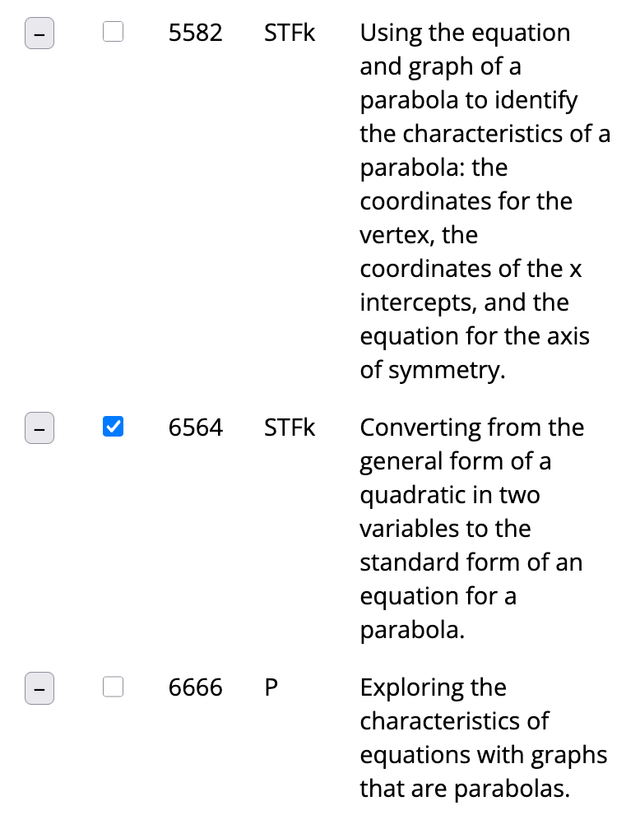 – 5582 STFk Using the equation
and graph of a
parabola to identify
the characteristics of a
parabola: the
coordinates for the
vertex, the
coordinates of the x
intercepts, and the
equation for the axis
of symmetry.
– 6564 STFk Converting from the
general form of a
quadratic in two
variables to the
standard form of an
equation for a
parabola.
– 6666 P Exploring the
characteristics of
equations with graphs
that are parabolas.